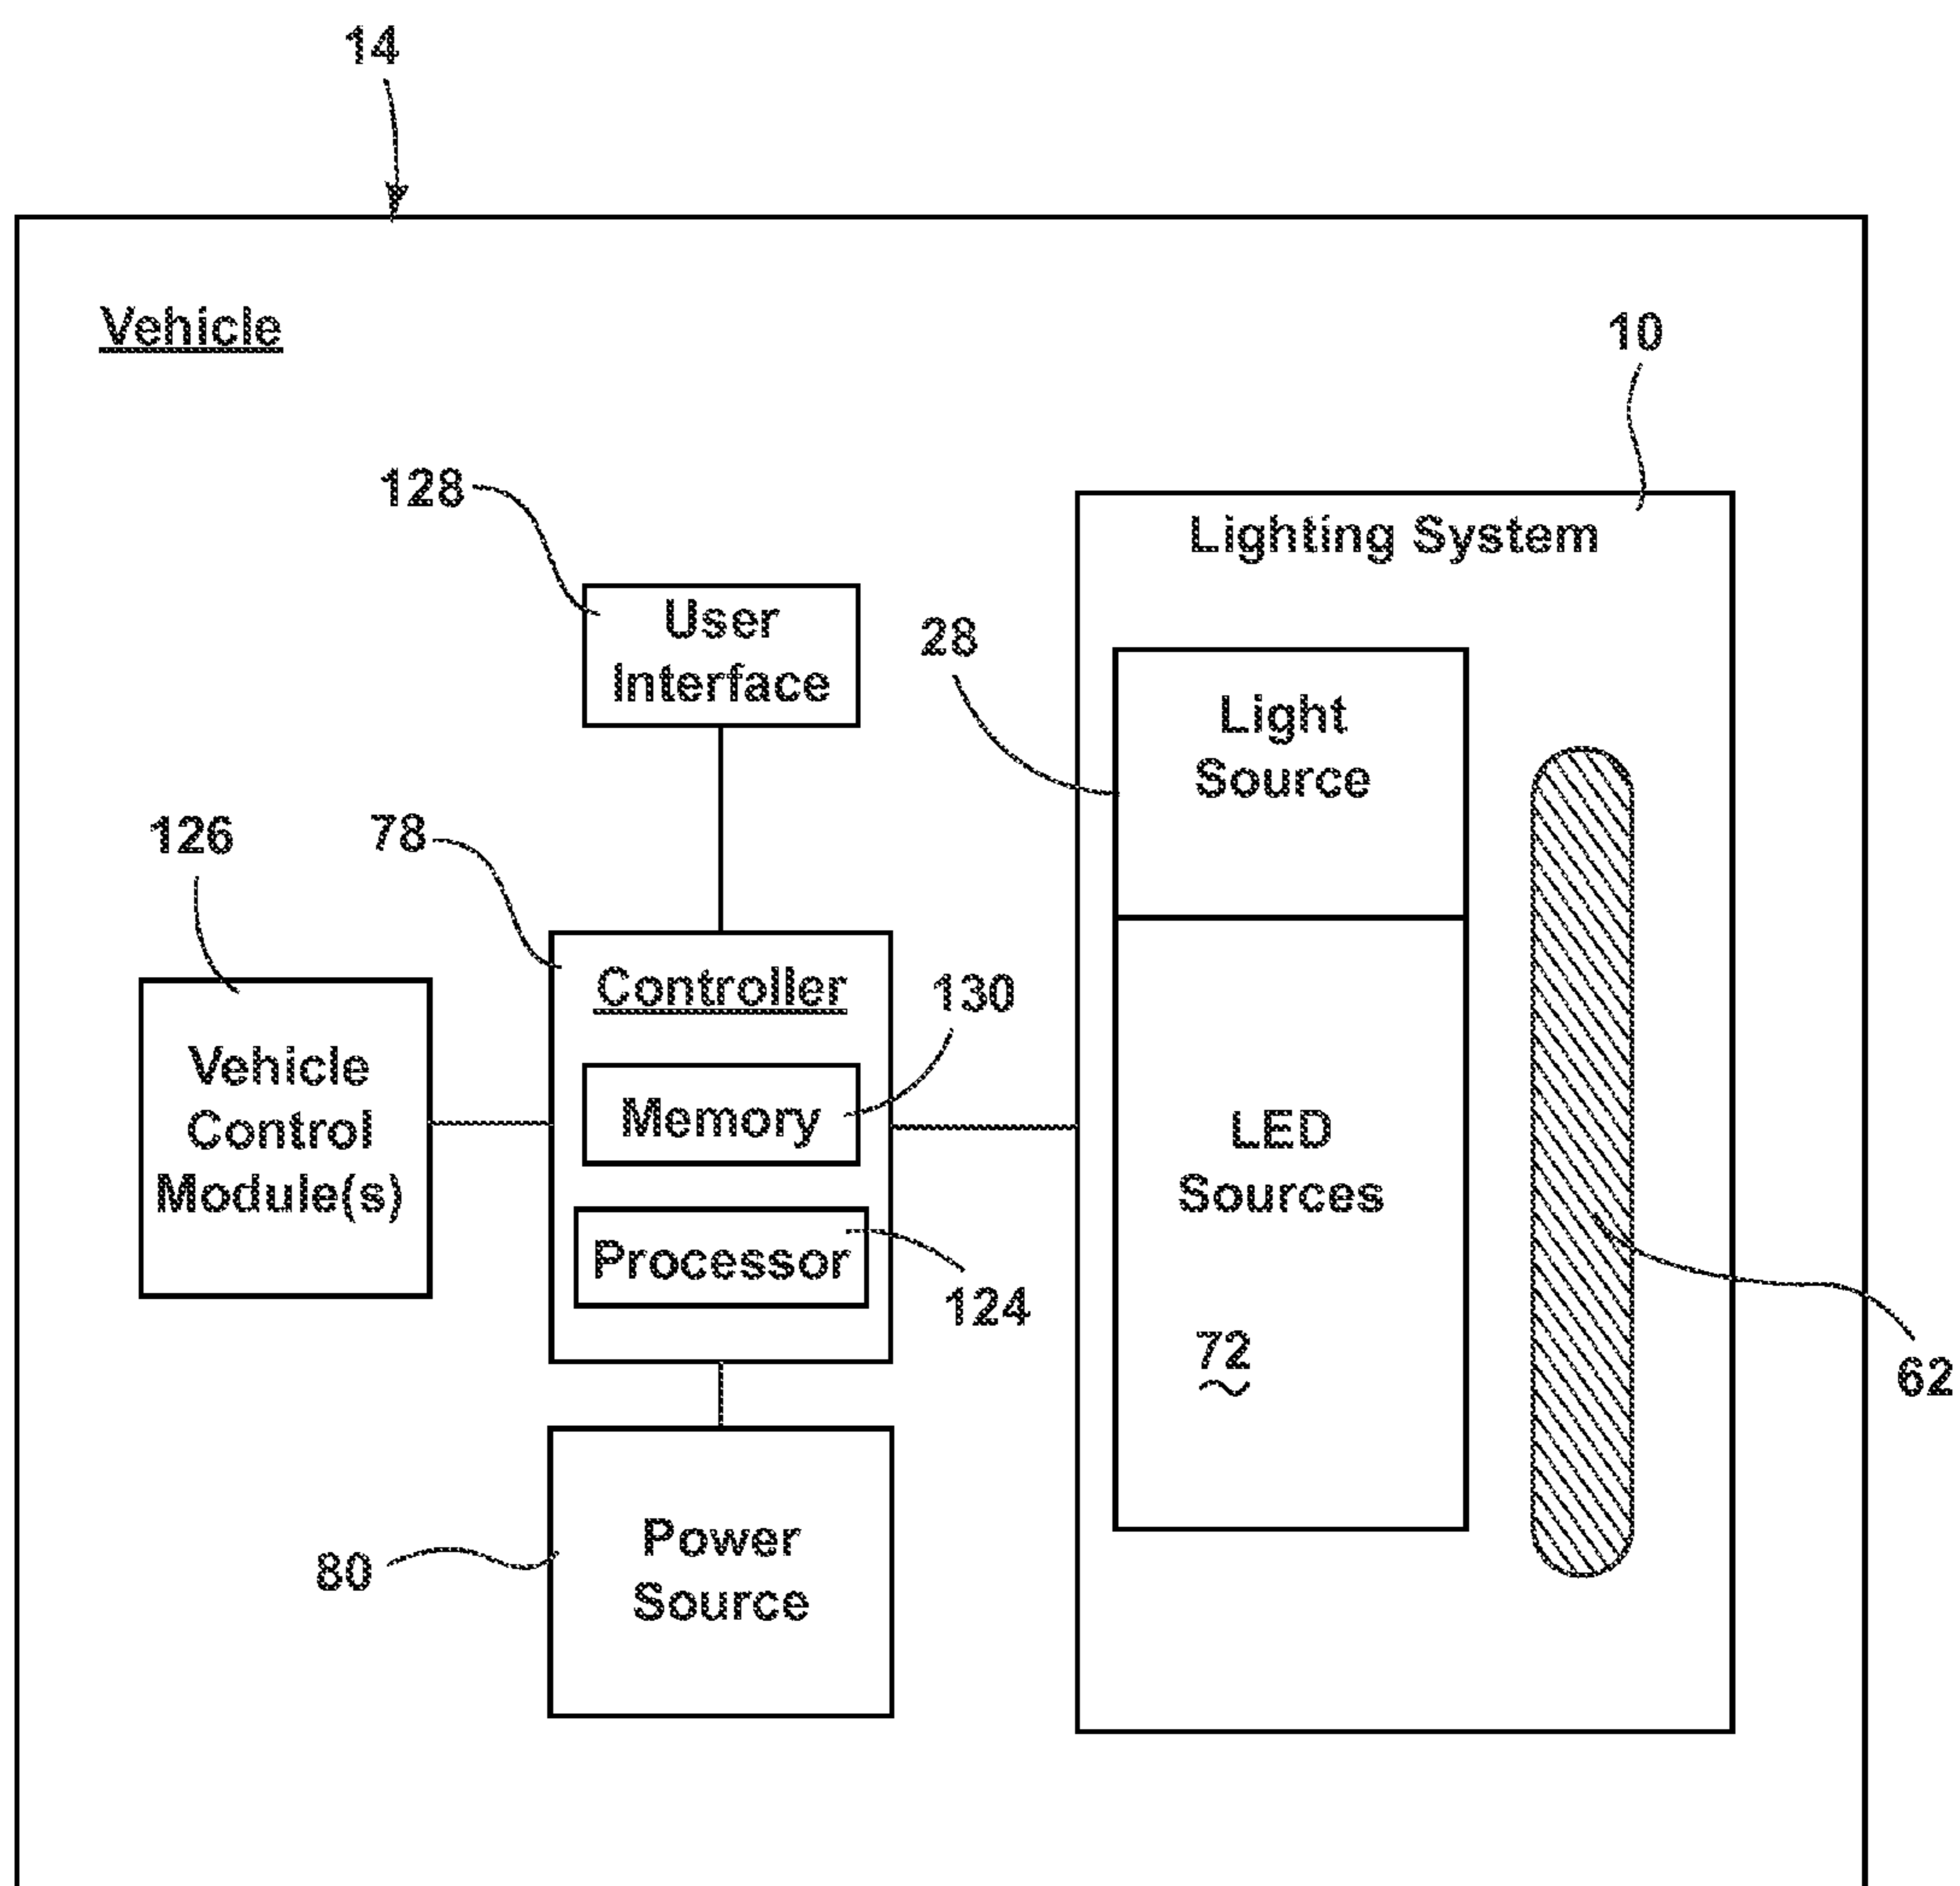 14
Vehicle
10
128
User
Interface
Lighting System
28
Light
Source
126
78
Controller
130
Vehicle
Control
Module(s)
Memory
Processor
124
LED
Sources
72
62
80
Power
Source